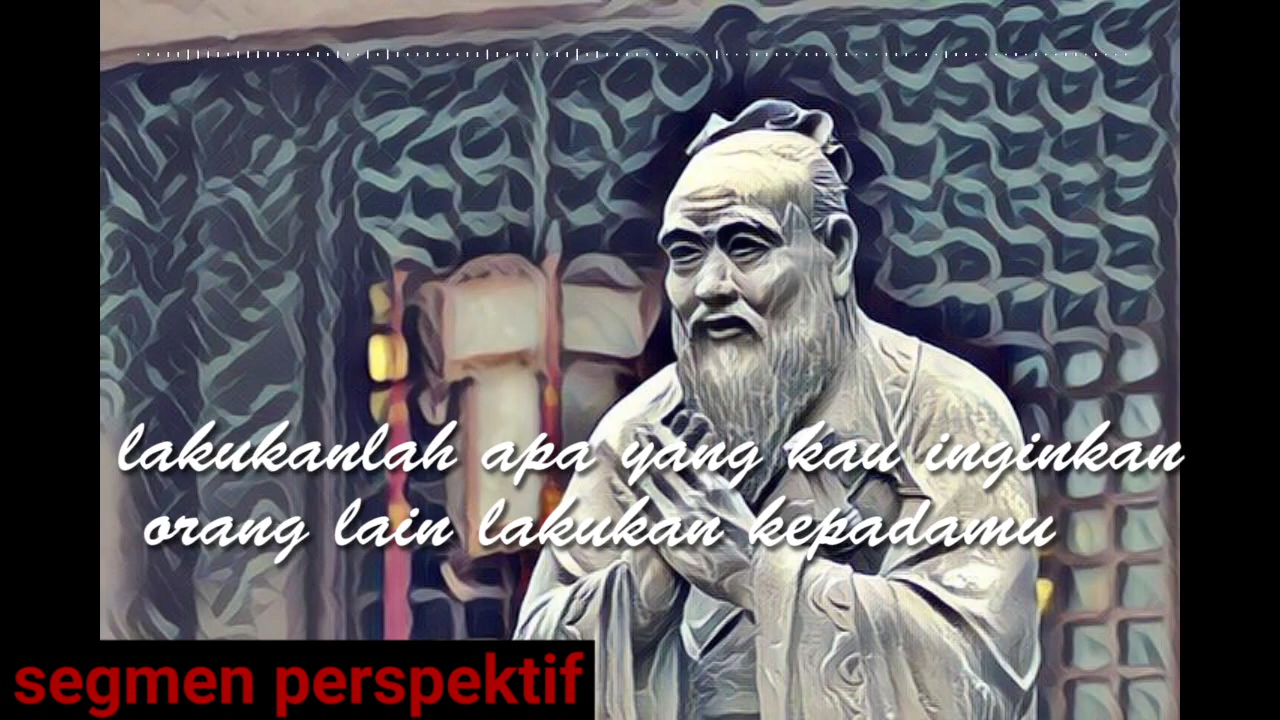 lakukanlah apa yang kau inginkan
orang lain lakukan kepadamu
segmen perspektif